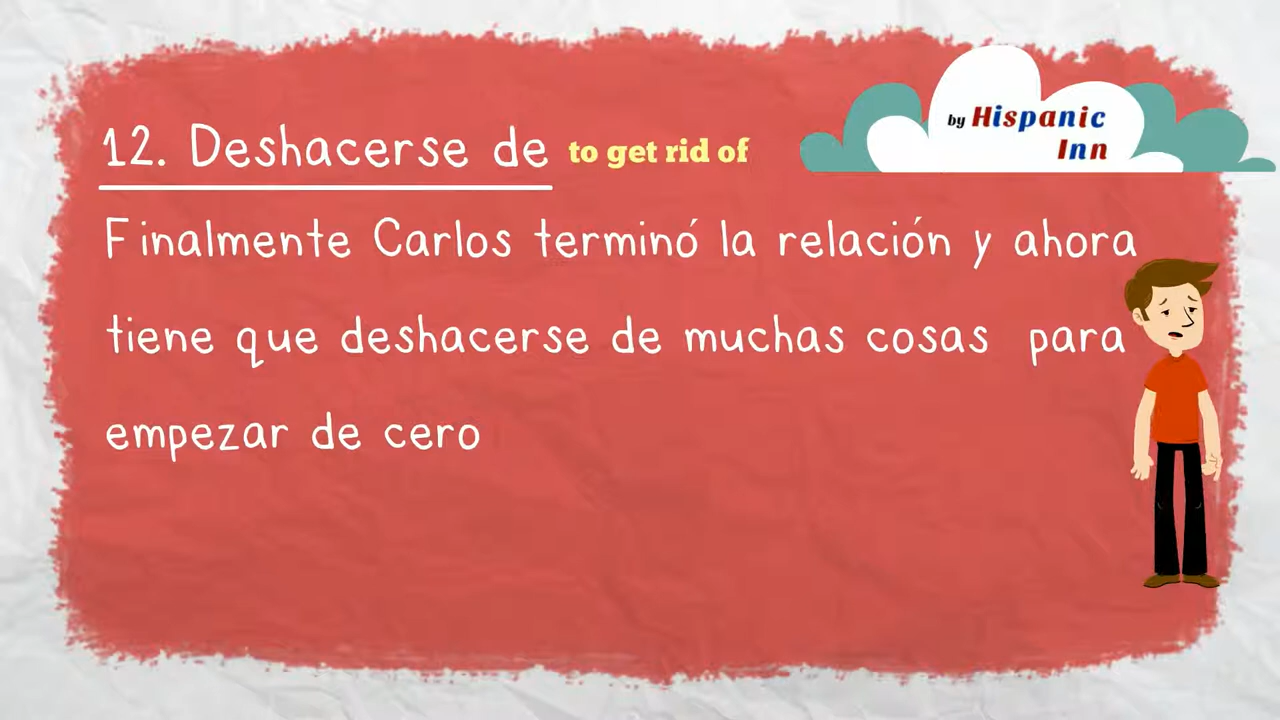 12. Deshacerse de to get rid of
by Hispanic
Inn
Finalmente Carlos terminó la relación y ahora
tiene que deshacerse de muchas cosas para
empezar de cero